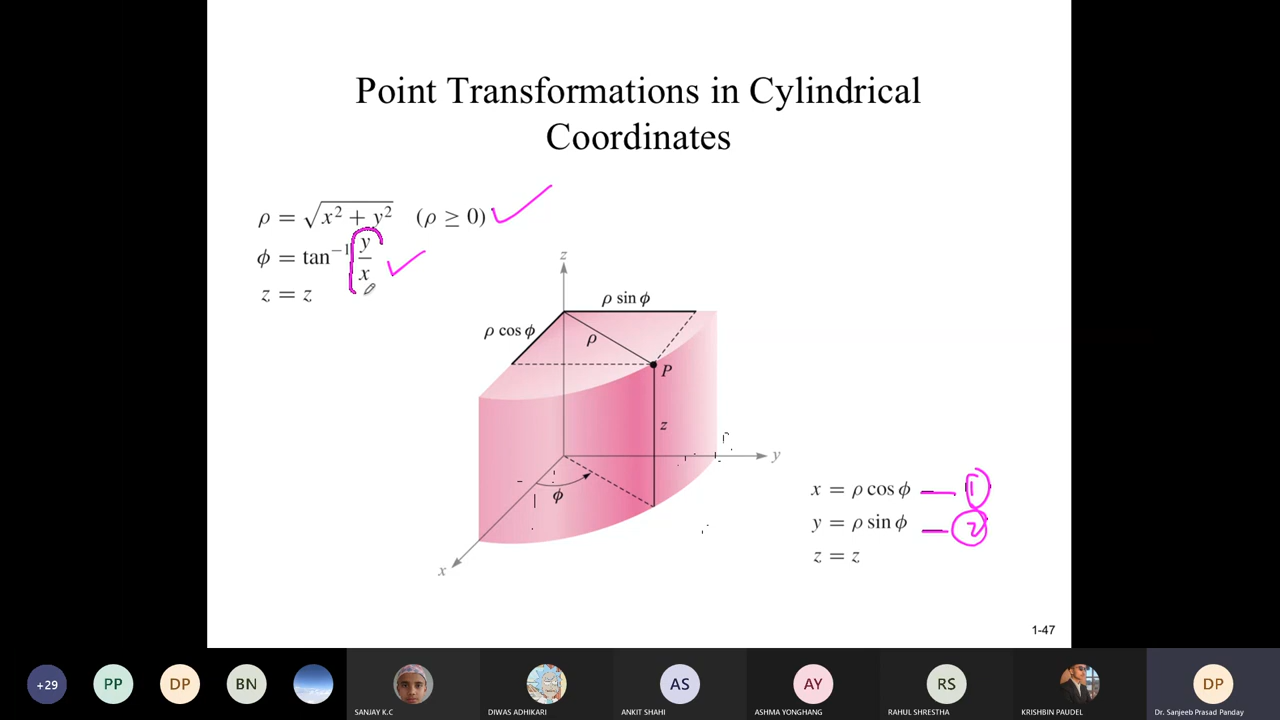 Point Transformations in Cylindrical
Coordinates
ρ = √x² + y² (ρ ≥ 0)
ϕ = tan⁻¹ y/x
z = z
z
ρ sin ϕ
ρ cos ϕ
ρ
P
z
y
ϕ
x
x = ρ cos ϕ — 1
y = ρ sin ϕ — 2
z = z
1-47
+29
PP
DP
BN
AS
AY
RS
DP
SANJAY K.C
DIWAS ADHIKARI
ANKIT SHAHI
ASHMA YONGHANG
RAHUL SHRESTHA
KRISHBIN PAUDEL
Dr. Sanjeeb Prasad Panday